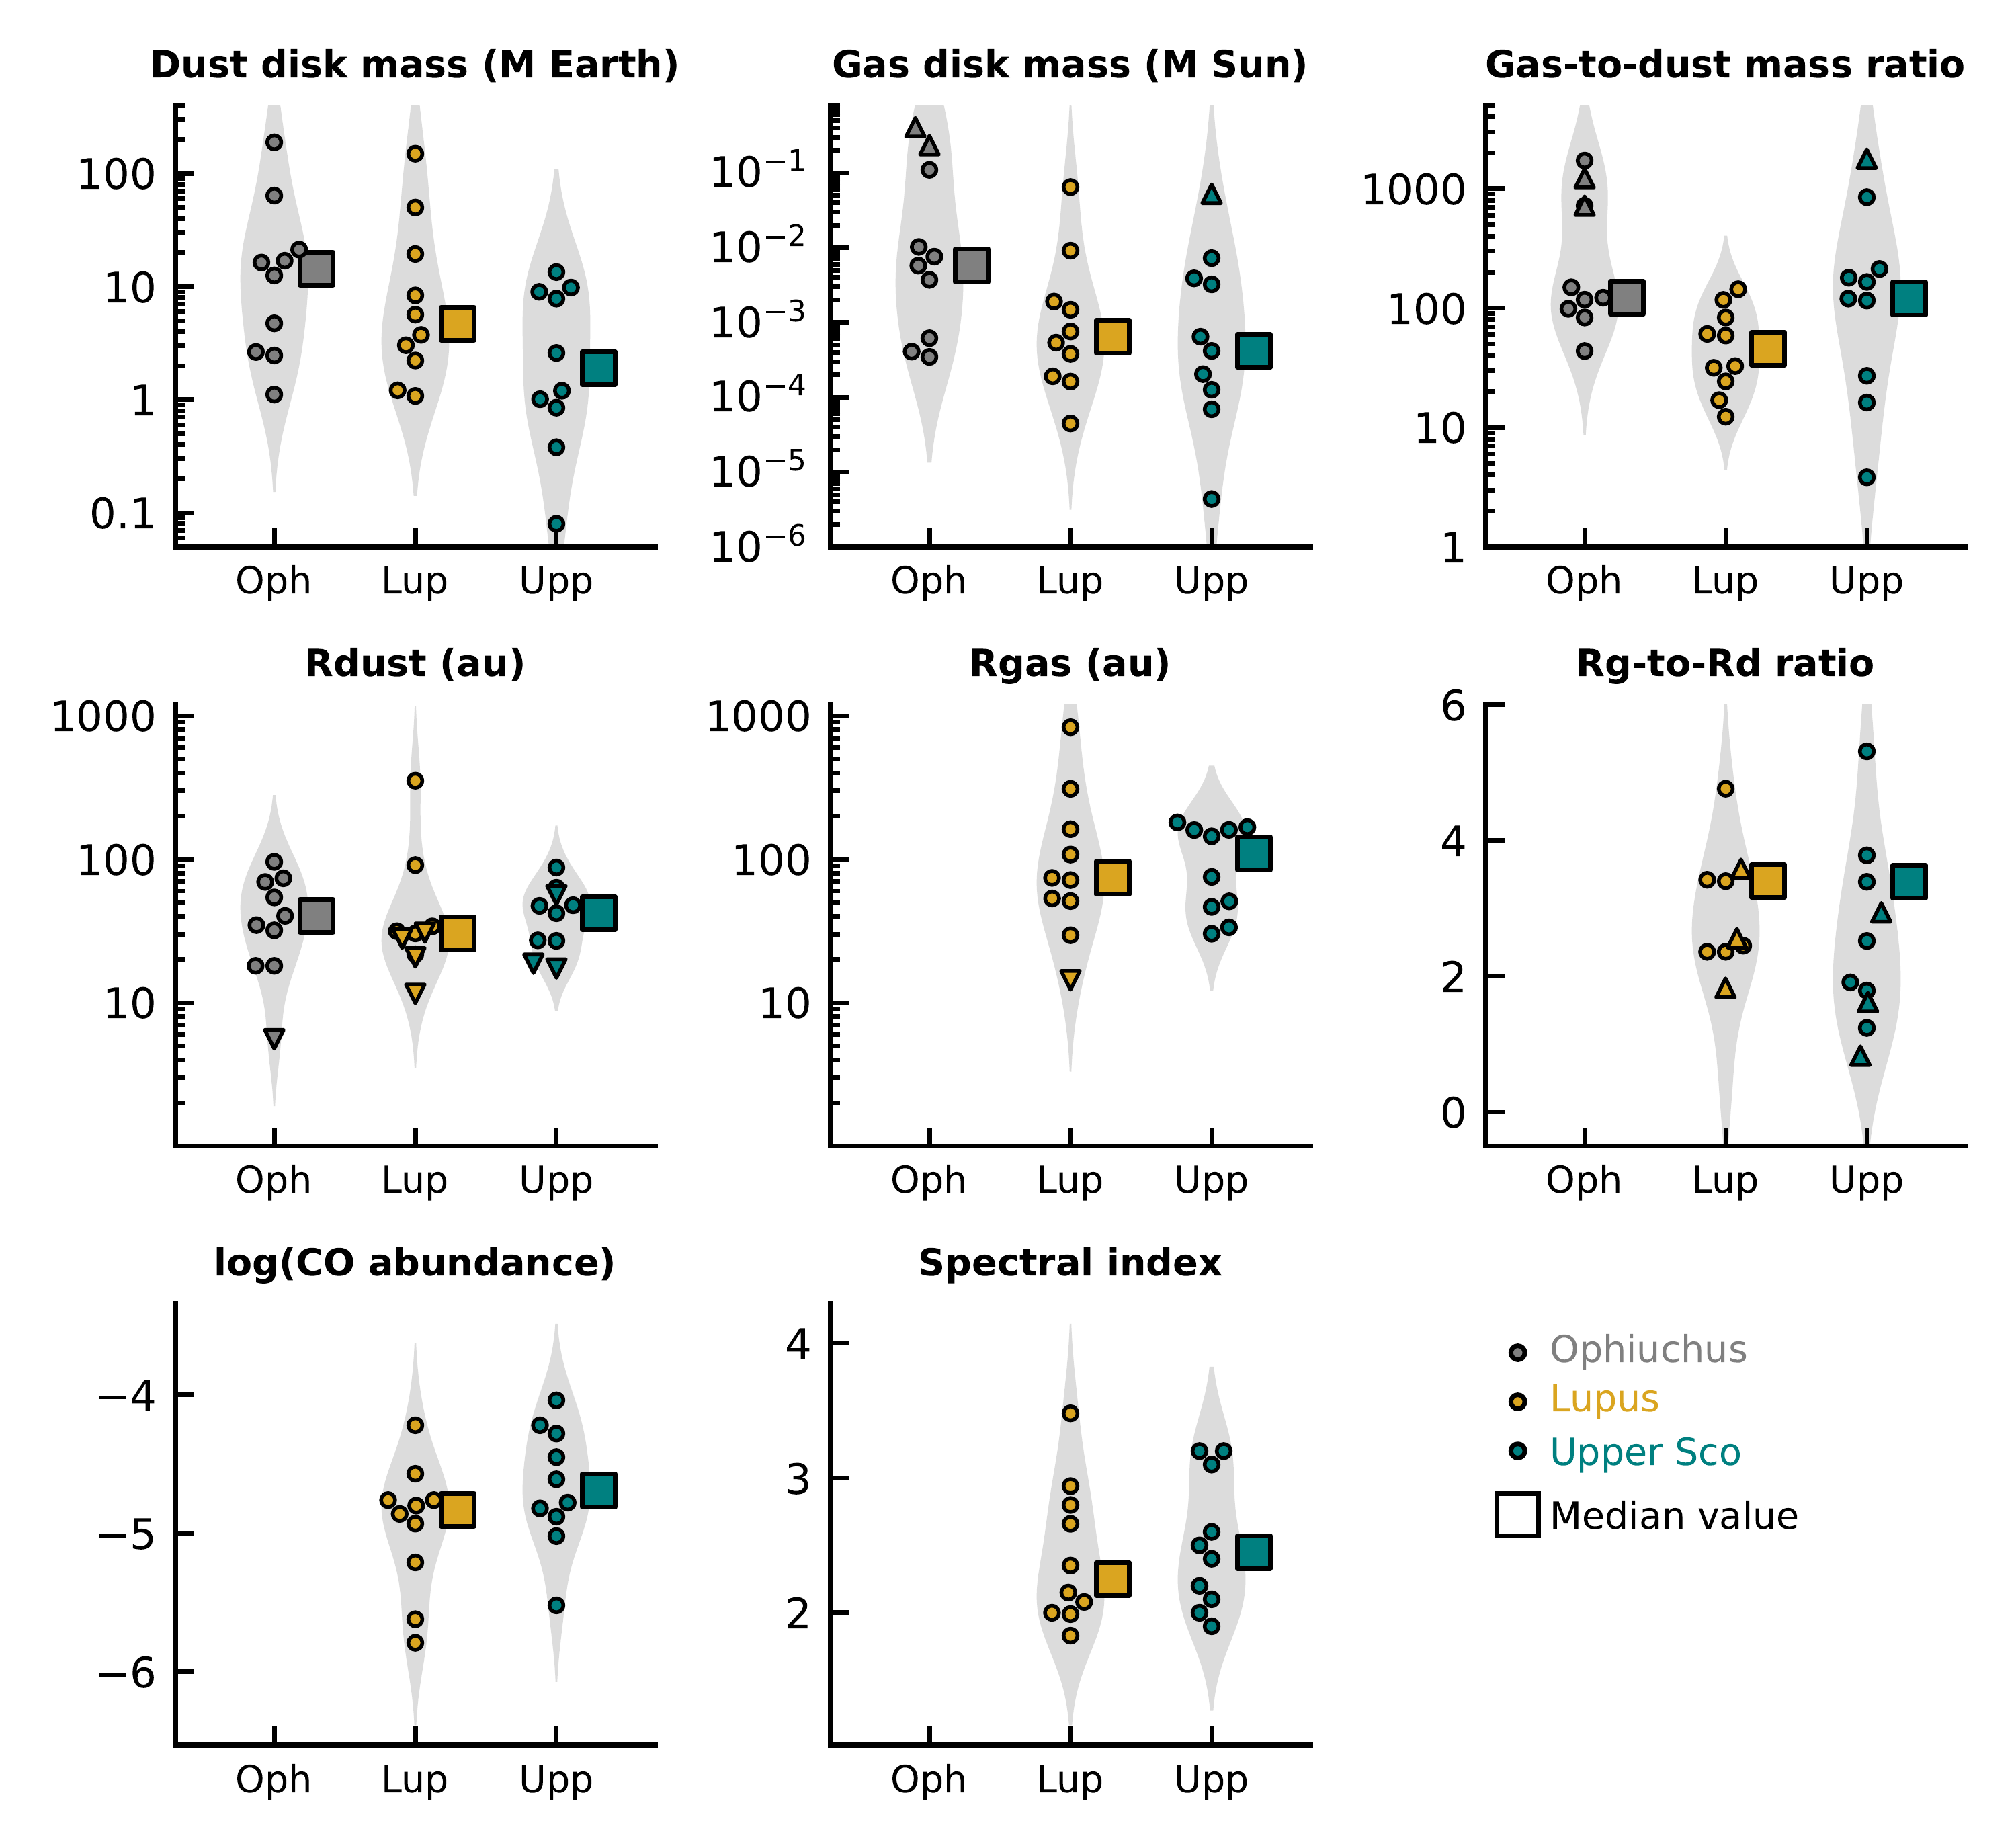 Dust disk mass (M Earth)
100
10
1
0.1
Oph Lup Upp
Gas disk mass (M Sun)
10⁻¹
10⁻²
10⁻³
10⁻⁴
10⁻⁵
10⁻⁶
Oph Lup Upp
Gas-to-dust mass ratio
1000
100
10
1
Oph Lup Upp
Rdust (au)
1000
100
10
Oph Lup Upp
Rgas (au)
1000
100
10
Oph Lup Upp
Rg-to-Rd ratio
6
4
2
0
Oph Lup Upp
log(CO abundance)
−4
−5
−6
Oph Lup Upp
Spectral index
4
3
2
Oph Lup Upp
Ophiuchus
Lupus
Upper Sco
Median value